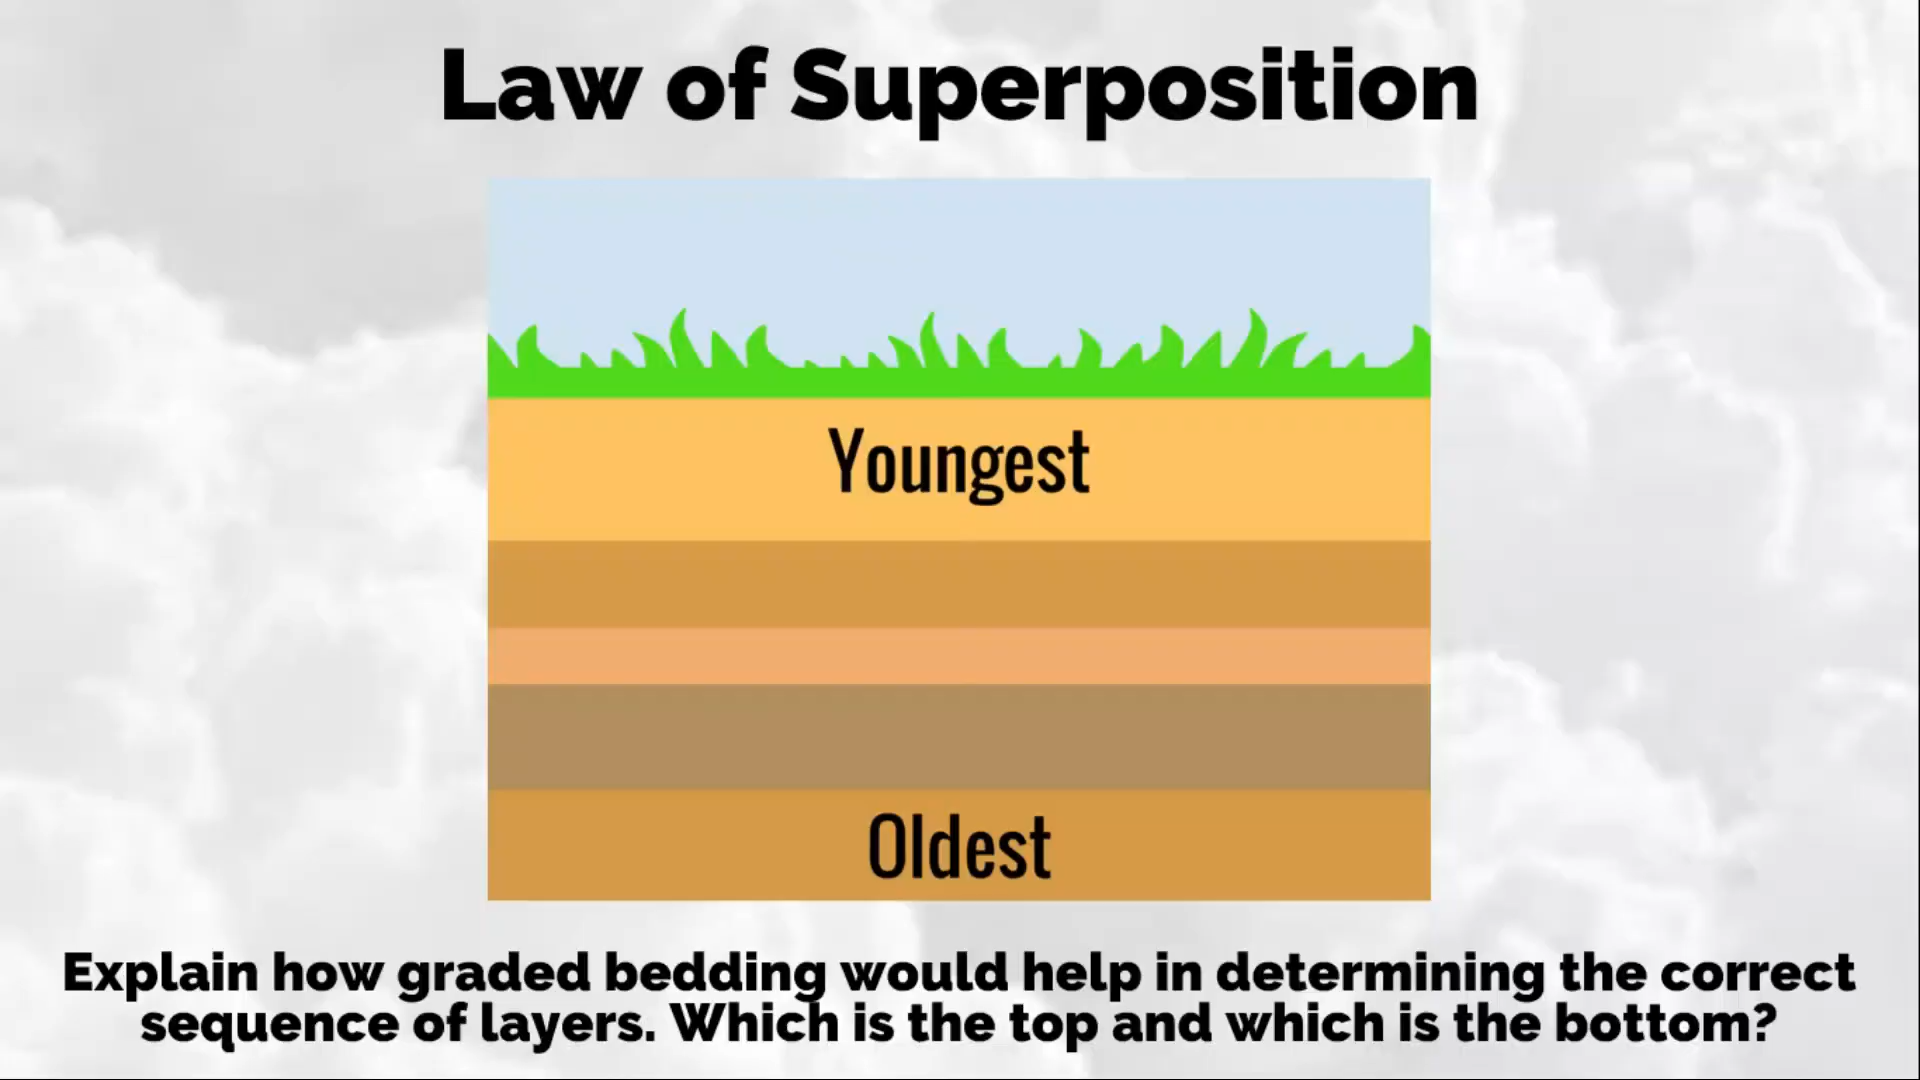 Law of Superposition
Youngest
Oldest
Explain how graded bedding would help in determining the correct
sequence of layers. Which is the top and which is the bottom?